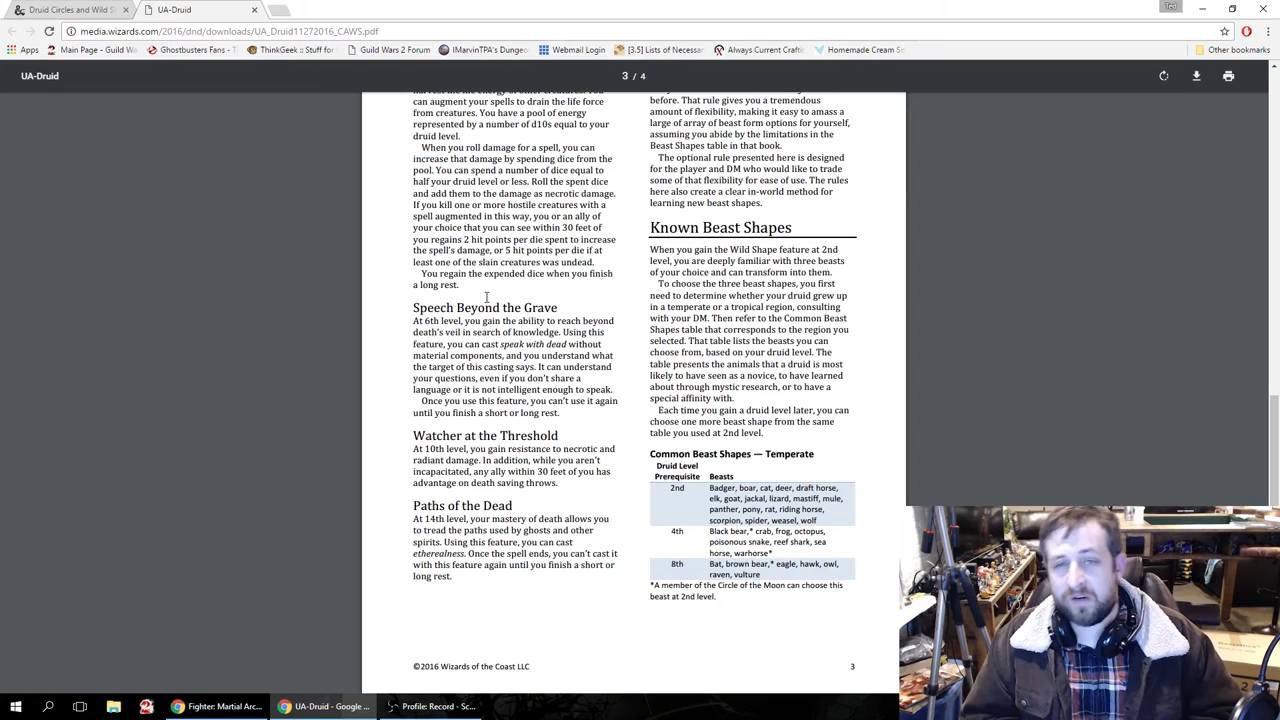 Druid Circles and Wild S
UA-Druid
Ted
media.wizards.com/2016/dnd/downloads/UA_Druid11272016_CAWS.pdf
Apps
Main Page - Guild Wa
Ghostbusters Fan - T
ThinkGeek :: Stuff for
Guild Wars 2 Forum
IMarvinTPA's Dungeo
Webmail Login
[3.5] Lists of Necessar
Always Current Crafti
Homemade Cream So
Other bookmarks
UA-Druid
3 / 4
can augment your spells to drain the life force
from creatures. You have a pool of energy
represented by a number of d10s equal to your
druid level.
When you roll damage for a spell, you can
increase that damage by spending dice from the
pool. You can spend a number of dice equal to
half your druid level or less. Roll the spent dice
and add them to the damage as necrotic damage.
If you kill one or more hostile creatures with a
spell augmented in this way, you or an ally of
your choice that you can see within 30 feet of
you regains 2 hit points per die spent to increase
the spell's damage, or 5 hit points per die if at
least one of the slain creatures was undead.
You regain the expended dice when you finish
a long rest.
Speech Beyond the Grave
At 6th level, you gain the ability to reach beyond
death's veil in search of knowledge. Using this
feature, you can cast speak with dead without
material components, and you understand what
the target of this casting says. It can understand
your questions, even if you don't share a
language or it is not intelligent enough to speak.
Once you use this feature, you can't use it again
until you finish a short or long rest.
Watcher at the Threshold
At 10th level, you gain resistance to necrotic and
radiant damage. In addition, while you aren't
incapacitated, any ally within 30 feet of you has
advantage on death saving throws.
Paths of the Dead
At 14th level, your mastery of death allows you
to tread the paths used by ghosts and other
spirits. Using this feature, you can cast
etherealness. Once the spell ends, you can't cast it
with this feature again until you finish a short or
long rest.
before. That rule gives you a tremendous
amount of flexibility, making it easy to amass a
large of array of beast form options for yourself,
assuming you abide by the limitations in the
Beast Shapes table in that book.
The optional rule presented here is designed
for the player and DM who would like to trade
some of that flexibility for ease of use. The rules
here also create a clear in-world method for
learning new beast shapes.
Known Beast Shapes
When you gain the Wild Shape feature at 2nd
level, you are deeply familiar with three beasts
of your choice and can transform into them.
To choose the three beast shapes, you first
need to determine whether your druid grew up
in a temperate or a tropical region, consulting
with your DM. Then refer to the Common Beast
Shapes table that corresponds to the region you
selected. That table lists the beasts you can
choose from, based on your druid level. The
table presents the animals that a druid is most
likely to have seen as a novice, to have learned
about through mystic research, or to have a
special affinity with.
Each time you gain a druid level later, you can
choose one more beast shape from the same
table you used at 2nd level.
Common Beast Shapes — Temperate
Druid Level
Prerequisite Beasts
2nd Badger, boar, cat, deer, draft horse,
elk, goat, jackal, lizard, mastiff, mule,
panther, pony, rat, riding horse,
scorpion, spider, weasel, wolf
4th Black bear,* crab, frog, octopus,
poisonous snake, reef shark, sea
horse, warhorse*
8th Bat, brown bear,* eagle, hawk, owl,
raven, vulture
*A member of the Circle of the Moon can choose this
beast at 2nd level.
©2016 Wizards of the Coast LLC
3
Fighter: Martial Arc...
UA-Druid - Google ...
Profile: Record - Sc...